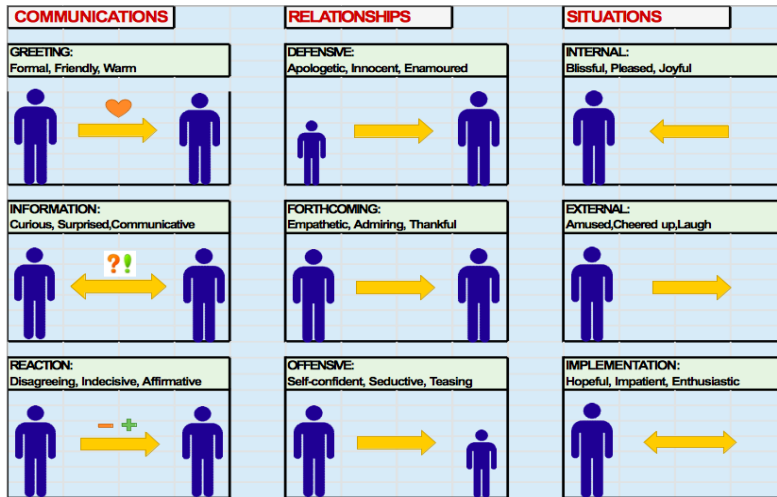 COMMUNICATIONS
GREETING:
Formal, Friendly, Warm
INFORMATION:
Curious, Surprised,Communicative
?!
REACTION:
Disagreeing, Indecisive, Affirmative
RELATIONSHIPS
DEFENSIVE:
Apologetic, Innocent, Enamoured
FORTHCOMING:
Empathetic, Admiring, Thankful
OFFENSIVE:
Self-confident, Seductive, Teasing
SITUATIONS
INTERNAL:
Blissful, Pleased, Joyful
EXTERNAL:
Amused,Cheered up,Laugh
IMPLEMENTATION:
Hopeful, Impatient, Enthusiastic